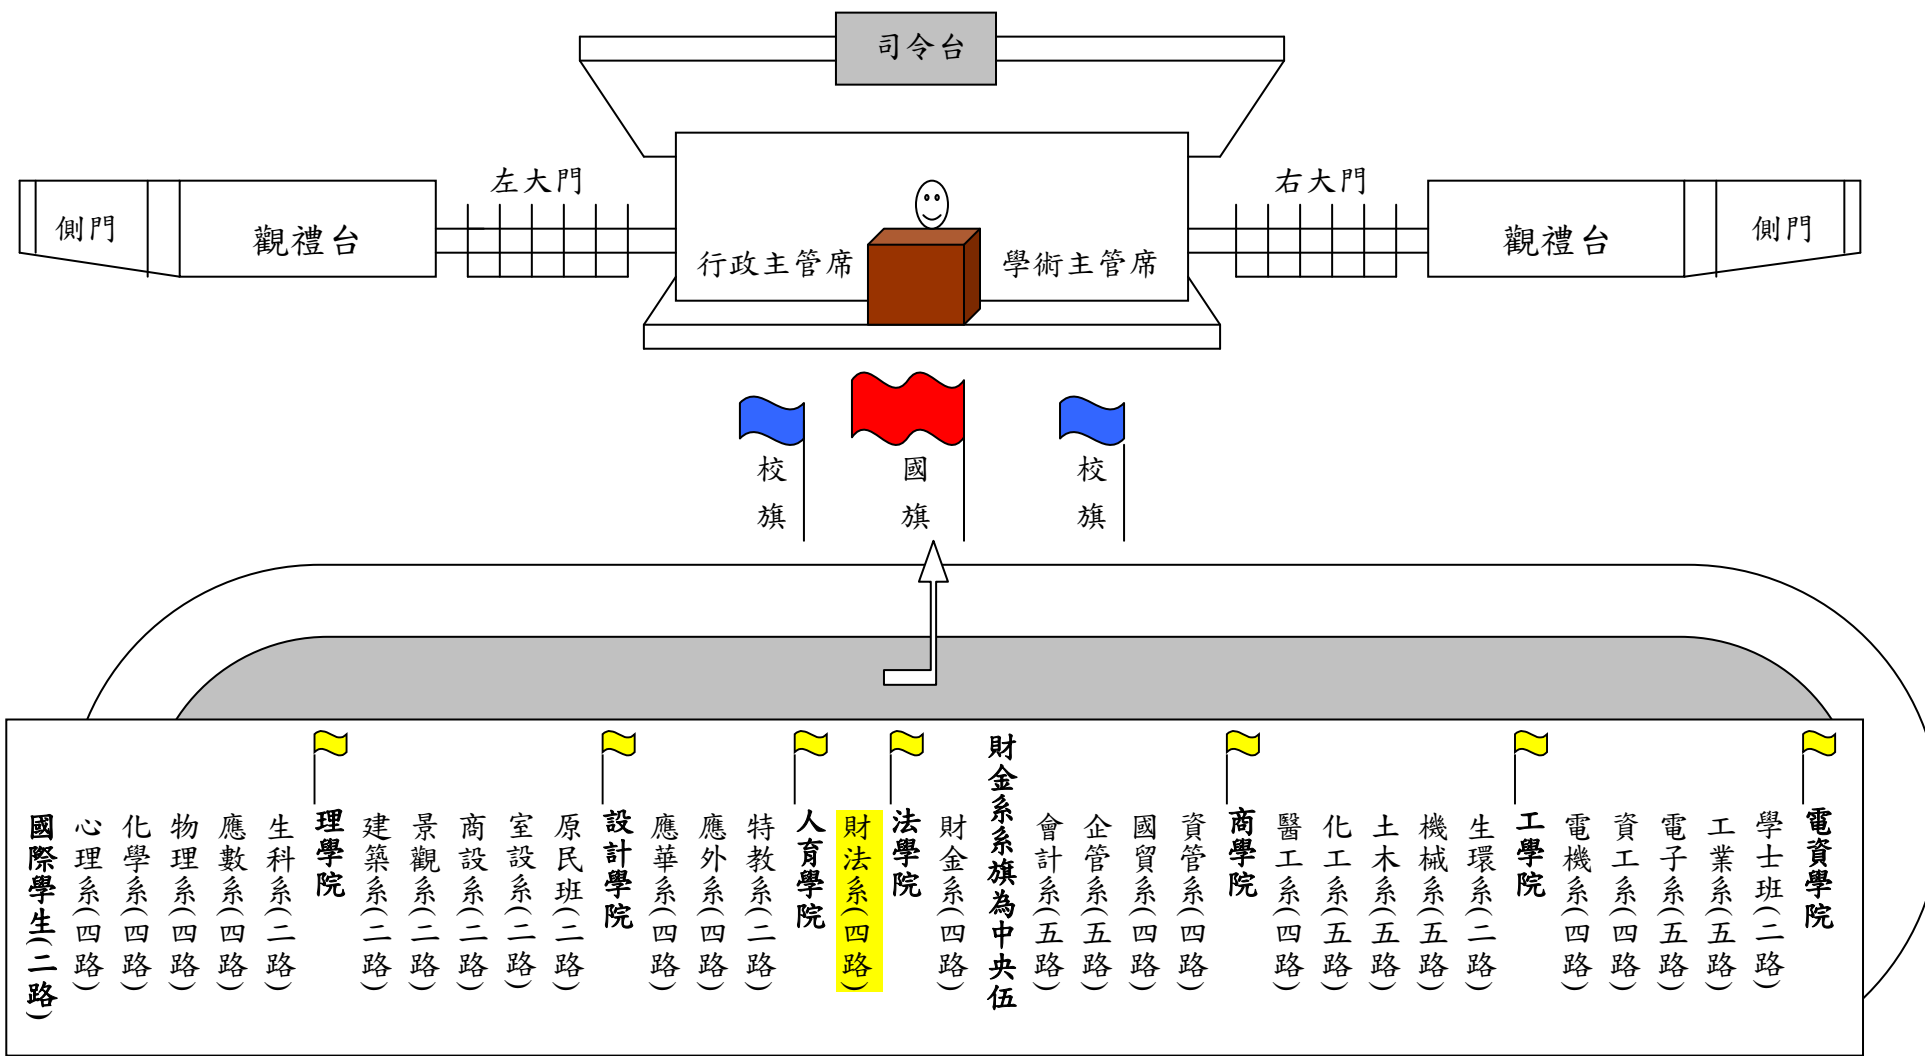 司令台
左大門
右大門
側門
觀禮台
行政主管席
學術主管席
觀禮台
側門
校旗
國旗
校旗
國際學生(二路)
心理系(四路)
化學系(四路)
物理系(四路)
應數系(四路)
生科系(二路)
理學院
建築系(二路)
景觀系(二路)
商設系(二路)
室設系(二路)
原民班(二路)
設計學院
應華系(四路)
應外系(四路)
特教系(二路)
人育學院
財法系(四路)
法學院
財金系(四路)
財金系系旗為中央伍
會計系(五路)
企管系(五路)
國貿系(四路)
資管系(四路)
商學院
醫工系(四路)
化工系(五路)
土木系(五路)
機械系(五路)
生環系(二路)
工學院
電機系(四路)
資工系(四路)
電子系(五路)
工業系(五路)
學士班(二路)
電資學院